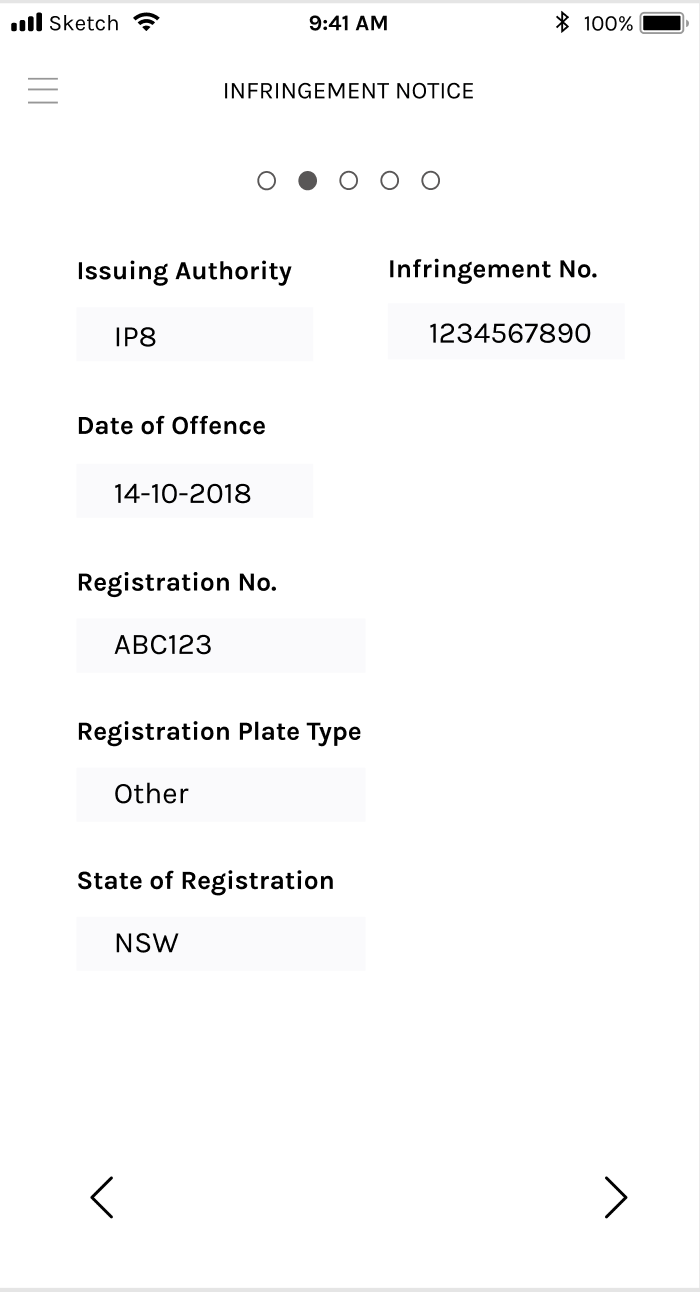 Sketch 9:41 AM 100%
INFRINGEMENT NOTICE
Issuing Authority Infringement No.
IP8 1234567890
Date of Offence
14-10-2018
Registration No.
ABC123
Registration Plate Type
Other
State of Registration
NSW